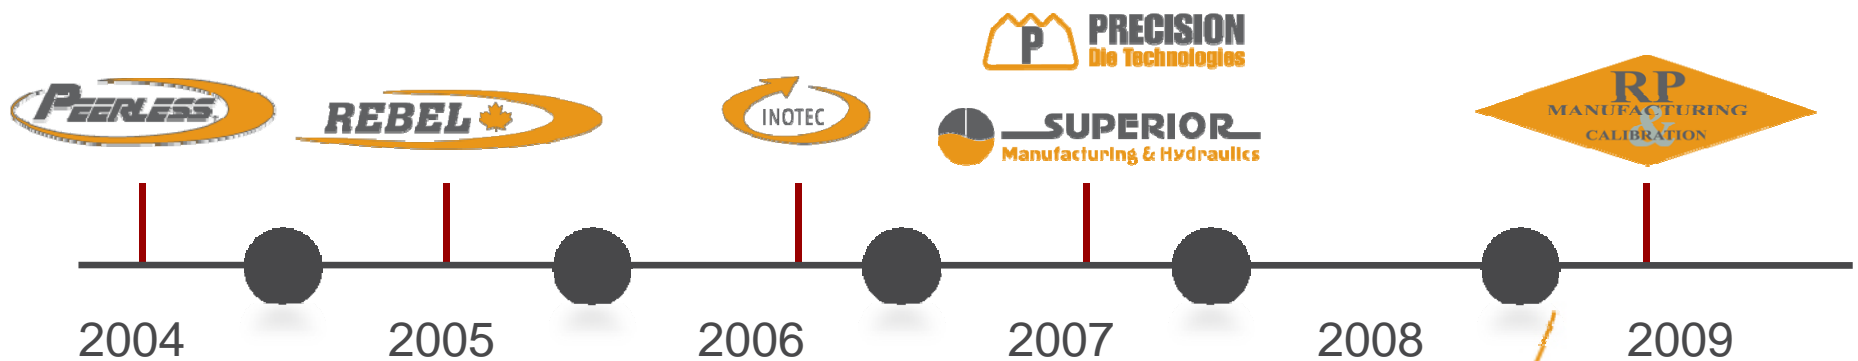 PEERLESS
REBEL
INOTEC
P
PRECISION
Die Technologies
SUPERIOR
Manufacturing & Hydraulics
RP
MANUFACTURING
&
CALIBRATION
2004
2005
2006
2007
2008
2009